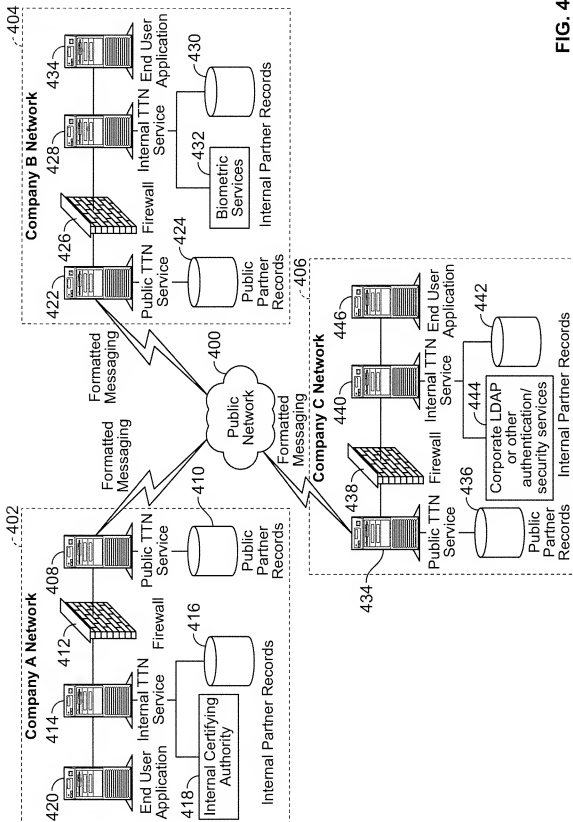 402
Company A Network
420
414
412
408
End User
Application
Internal TTN
Service
Firewall
Public TTN
Service
418
Internal Certifying
Authority
416
410
Internal Partner Records
Public
Partner
Records
Formatted
Messaging
Public
Network
400
Formatted
Messaging
Formatted
Messaging
404
Company B Network
422
426
428
434
Public TTN
Service
Firewall
Internal TTN
Service
End User
Application
424
432
430
Public
Partner
Records
Biometric
Services
Internal Partner Records
406
Company C Network
434
438
440
446
Public TTN
Service
Firewall
Internal TTN
Service
End User
Application
436
444
442
Public
Partner
Records
Corporate LDAP
or other
authentication/
security services
Internal Partner Records
FIG. 4